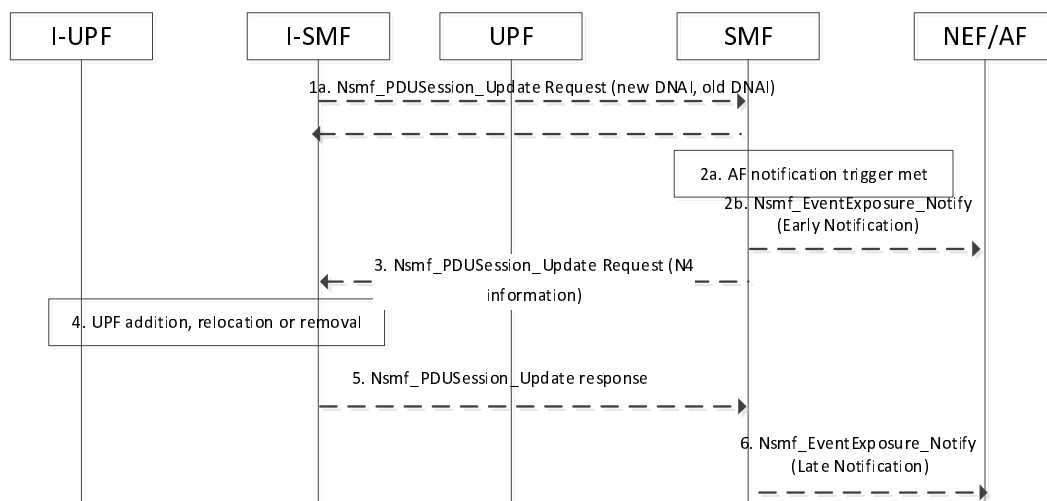 I-UPF
I-SMF
UPF
SMF
NEF/AF
1a. Nsmf_PDUSession_Update Request (new DNAI, old DNAI)
2a. AF notification trigger met
2b. Nsmf_EventExposure_Notify
(Early Notification)
3. Nsmf_PDUSession_Update Request (N4
information)
4. UPF addition, relocation or removal
5. Nsmf_PDUSession_Update response
6. Nsmf_EventExposure_Notify
(Late Notification)